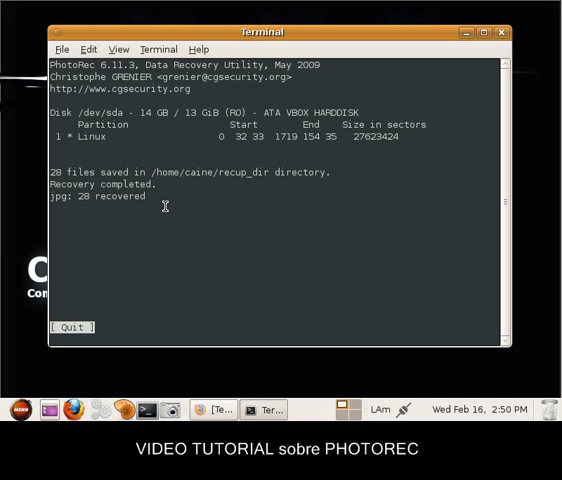 Terminal
File Edit View Terminal Help
PhotoRec 6.11.3, Data Recovery Utility, May 2009
Christophe GRENIER <grenier@cgsecurity.org>
http://www.cgsecurity.org
Disk /dev/sda - 14 GB / 13 GiB (RO) - ATA VBOX HARDDISK
Partition Start End Size in sectors
1 * Linux 0 32 33 1719 154 35 27623424
28 files saved in /home/caine/recup_dir directory.
Recovery completed.
jpg: 28 recovered
[ Quit ]
C
Com
MENU
[Te...
Ter...
LAm
Wed Feb 16, 2:50 PM
VIDEO TUTORIAL sobre PHOTOREC